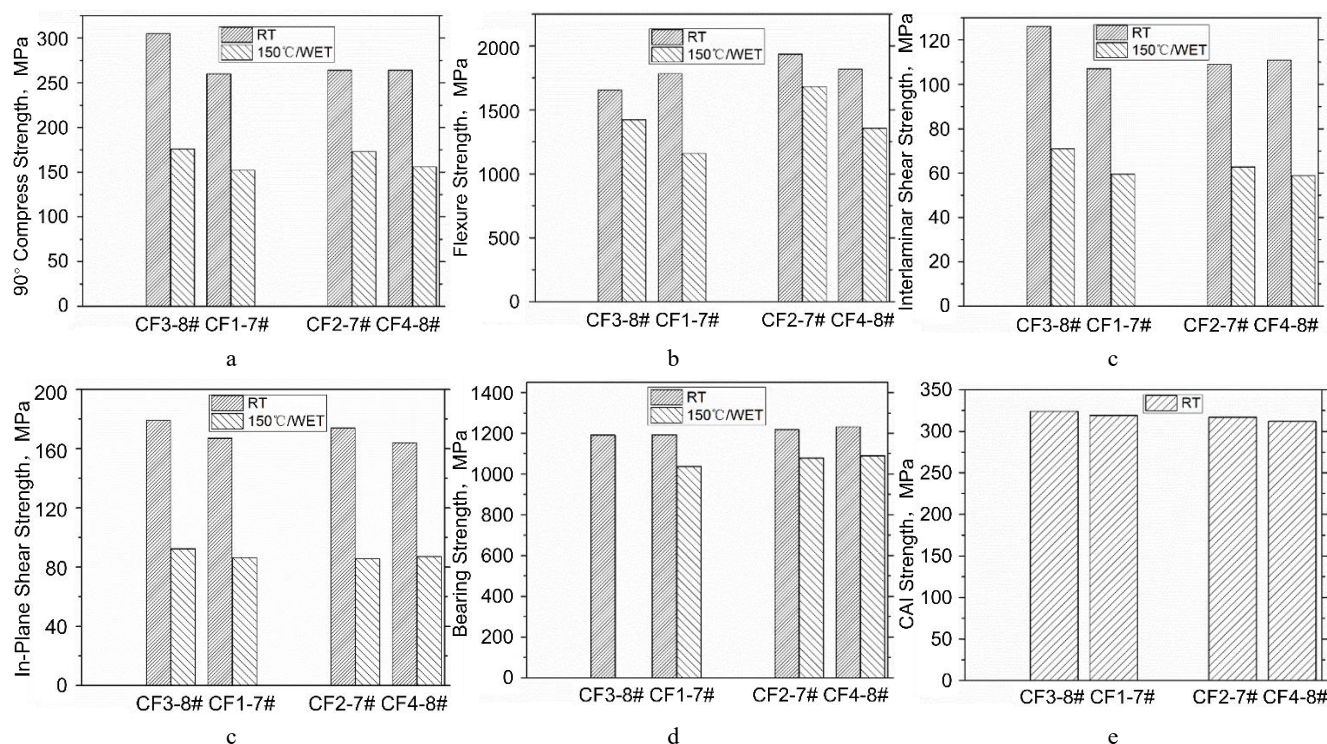 300
250
200
150
100
50
0
90° Compress Strength, MPa
RT
150℃/WET
CF3-8# CF1-7# CF2-7# CF4-8#
a
2000
1500
1000
500
0
Flexure Strength, MPa
RT
150℃/WET
CF3-8# CF1-7# CF2-7# CF4-8#
b
120
100
80
60
40
20
0
Interlaminar Shear Strength, MPa
RT
150℃/WET
CF3-8# CF1-7# CF2-7# CF4-8#
c
200
160
120
80
40
0
In-Plane Shear Strength, MPa
RT
150℃/WET
CF3-8# CF1-7# CF2-7# CF4-8#
c
1400
1200
1000
800
600
400
200
0
Bearing Strength, MPa
RT
150℃/WET
CF3-8# CF1-7# CF2-7# CF4-8#
d
350
300
250
200
150
100
50
0
CAI Strength, MPa
RT
CF3-8# CF1-7# CF2-7# CF4-8#
e